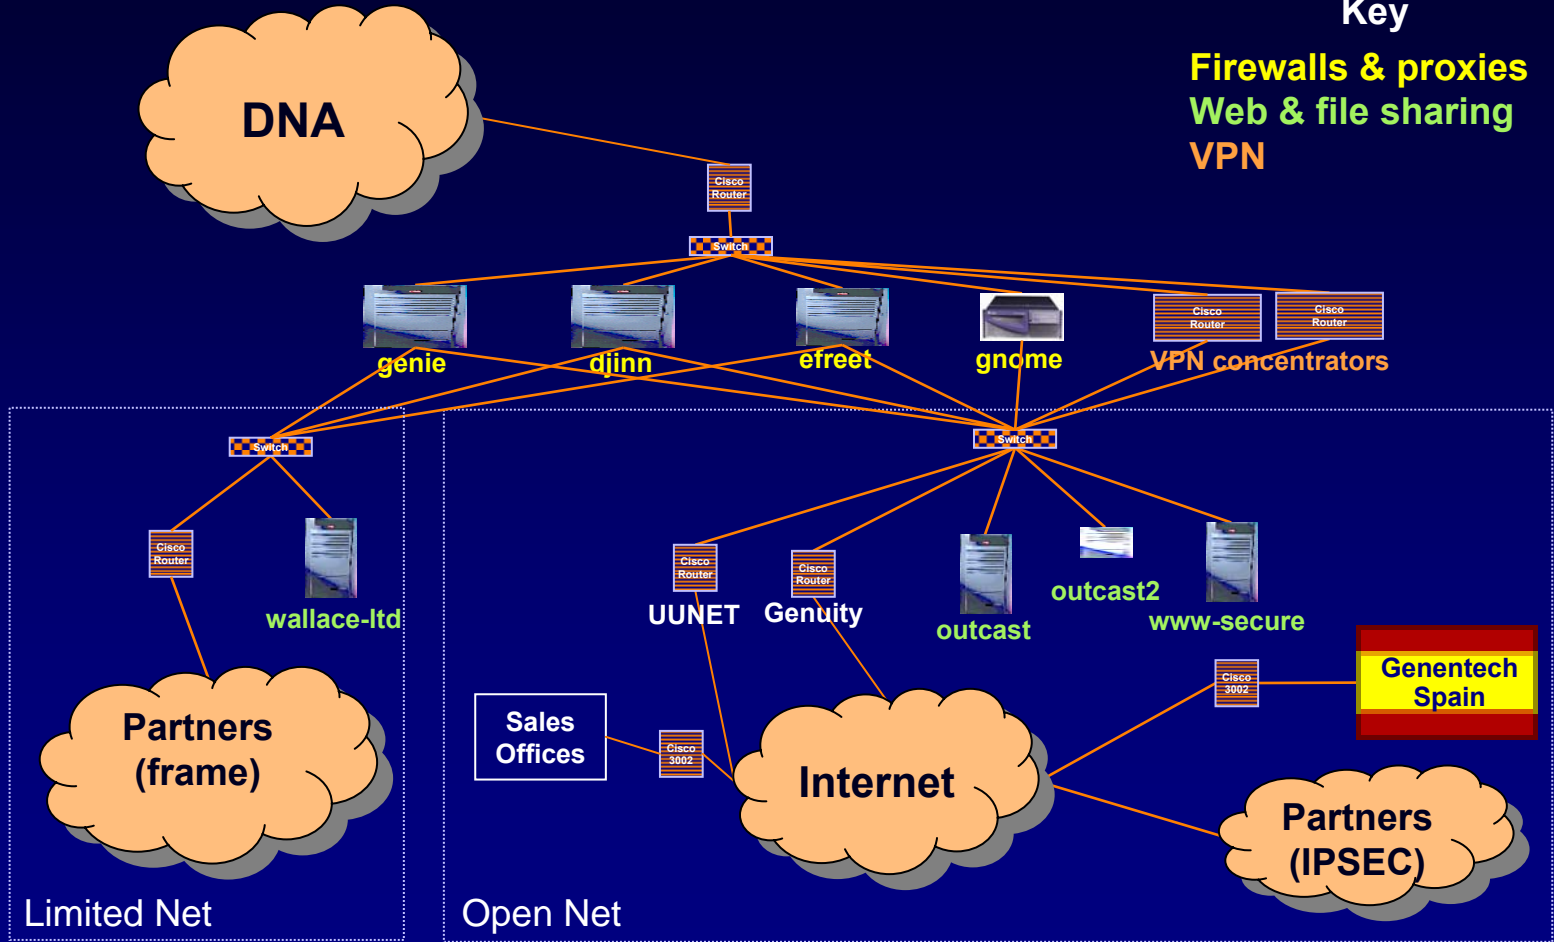 Key
Firewalls & proxies
Web & file sharing
VPN
DNA
Cisco
Router
Switch
Cisco
Router
Cisco
Router
genie
djinn
efreet
gnome
VPN concentrators
Switch
Switch
Cisco
Router
wallace-ltd
Cisco
Router
UUNET
Cisco
Router
Genuity
outcast
outcast2
www-secure
Partners
(frame)
Sales
Offices
Cisco
3002
Internet
Cisco
3002
Genentech
Spain
Partners
(IPSEC)
Limited Net
Open Net